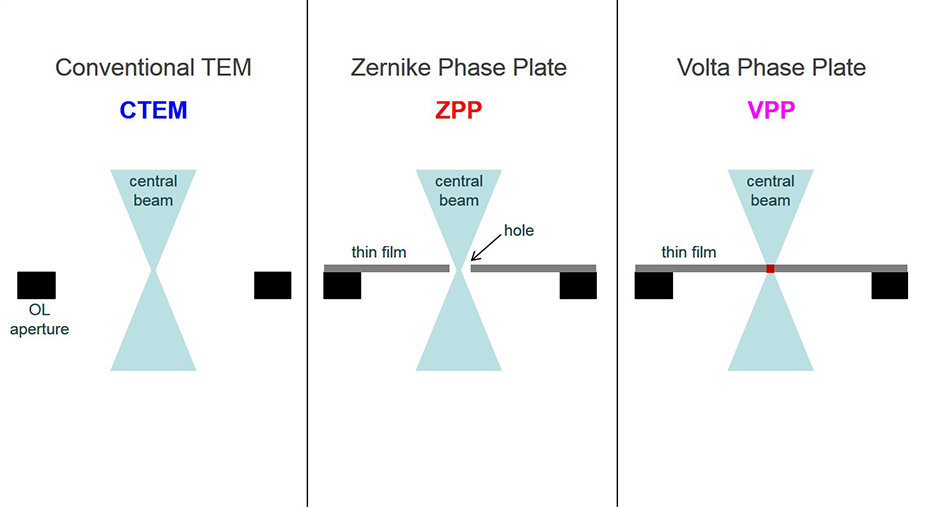 Conventional TEM
CTEM
central
beam
OL
aperture
Zernike Phase Plate
ZPP
central
beam
hole
thin film
Volta Phase Plate
VPP
central
beam
thin film